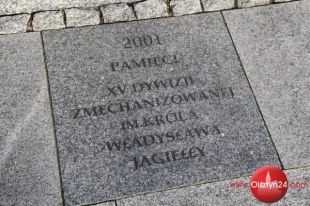 2001
PAMIĘCI
XV DYWIZJI
ZMECHANIZOWANEJ
IM.KRÓLA
WŁADYSŁAWA
JAGIEŁŁY
www.Olsztyn24.com